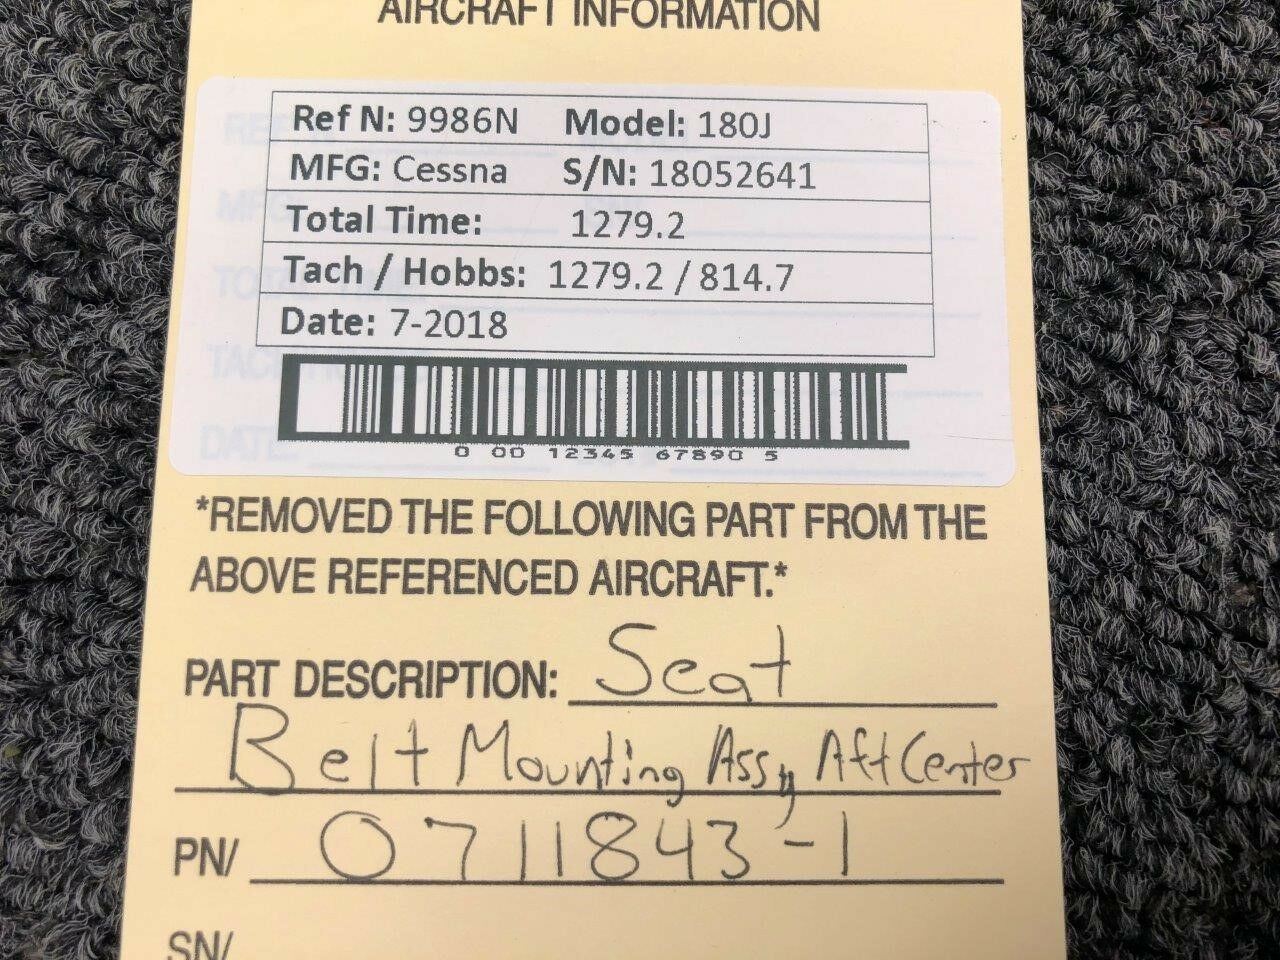 AIRCRAFT INFORMATION
Ref N: 9986N Model: 180J
MFG: Cessna S/N: 18052641
Total Time: 1279.2
Tach / Hobbs: 1279.2 / 814.7
Date: 7-2018
0 00 12345 67890 5
*REMOVED THE FOLLOWING PART FROM THE
ABOVE REFERENCED AIRCRAFT.*
PART DESCRIPTION: Seat
Belt Mounting Assy, Aft Center
PN/ 0711843-1
SN/